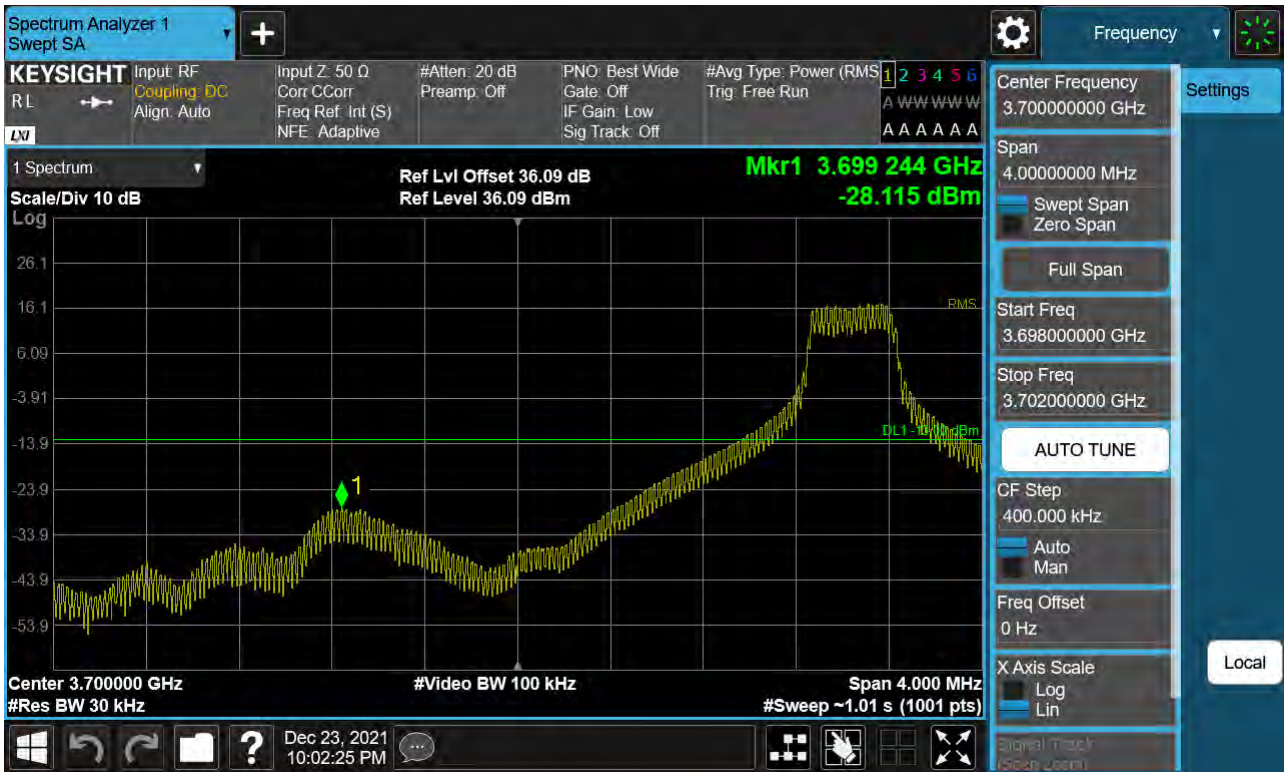 Spectrum Analyzer 1
Swept SA
Frequency
KEYSIGHT
R L
LXI
Input: RF
Coupling: DC
Align: Auto
Input Z: 50 Ω
Corr CCorr
Freq Ref: Int (S)
NFE: Adaptive
#Atten: 20 dB
Preamp: Off
PNO: Best Wide
Gate: Off
IF Gain: Low
Sig Track: Off
#Avg Type: Power (RMS
Trig: Free Run
1 2 3 4 5 6
A W W W W W
A A A A A A
1 Spectrum
Scale/Div 10 dB
Log
Ref Lvl Offset 36.09 dB
Ref Level 36.09 dBm
Mkr1 3.699 244 GHz
-28.115 dBm
26.1
16.1
6.09
-3.91
-13.9
-23.9
-33.9
-43.9
-53.9
RMS
DL1 dBm
1
Center 3.700000 GHz
#Video BW 100 kHz
Span 4.000 MHz
#Res BW 30 kHz
#Sweep ~1.01 s (1001 pts)
Center Frequency
3.700000000 GHz
Span
4.00000000 MHz
Swept Span
Zero Span
Full Span
Start Freq
3.698000000 GHz
Stop Freq
3.702000000 GHz
AUTO TUNE
CF Step
400.000 kHz
Auto
Man
Freq Offset
0 Hz
X Axis Scale
Log
Lin
Signal Track
(Span Zoom)
Settings
Local
?
Dec 23, 2021
10:02:25 PM